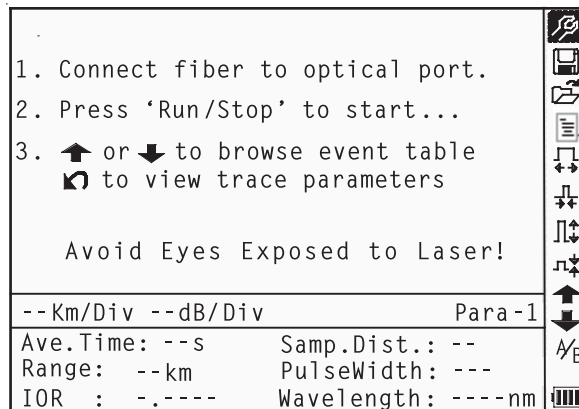 1. Connect fiber to optical port.
2. Press ‘Run/Stop’ to start...
3. ↑ or ↓ to browse event table
to view trace parameters
Avoid Eyes Exposed to Laser!
--Km/Div --dB/Div Para-1
Ave.Time: --s Samp.Dist.: --
Range: --km PulseWidth: --
IOR : -.---- Wavelength: ----nm
A/B